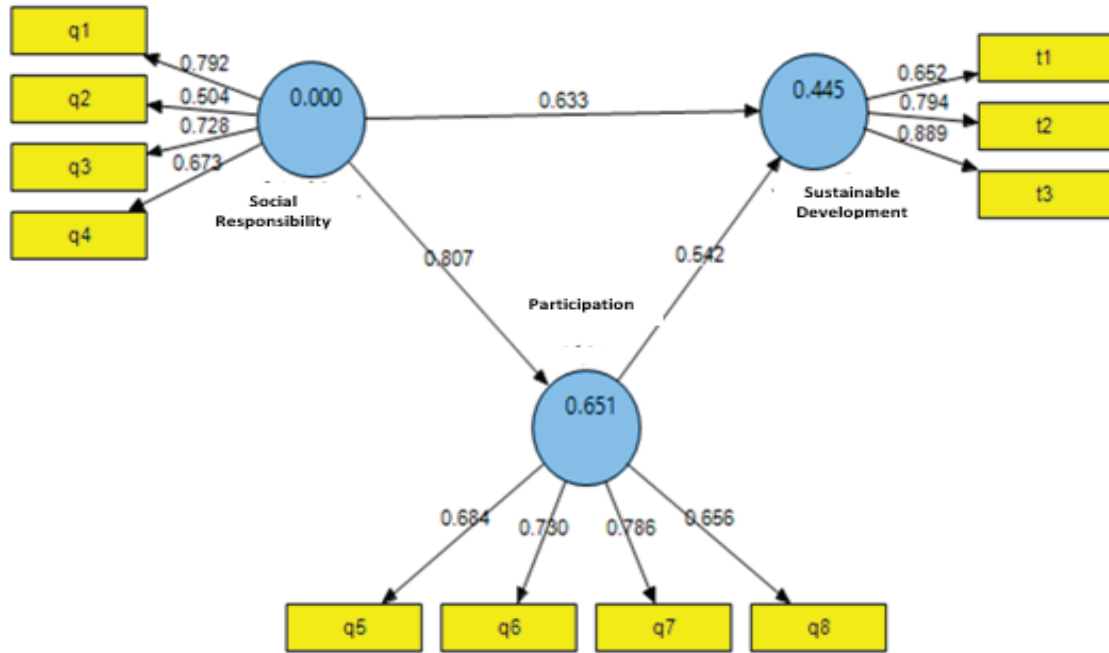 q1
0.792
q2
0.504
q3
0.728
q4
0.673
0.000
Social
Responsibility
0.633
0.445
Sustainable
Development
0.652
t1
0.794
t2
0.889
t3
0.807
0.542
Participation
0.651
0.684
0.730
0.786
0.656
q5
q6
q7
q8